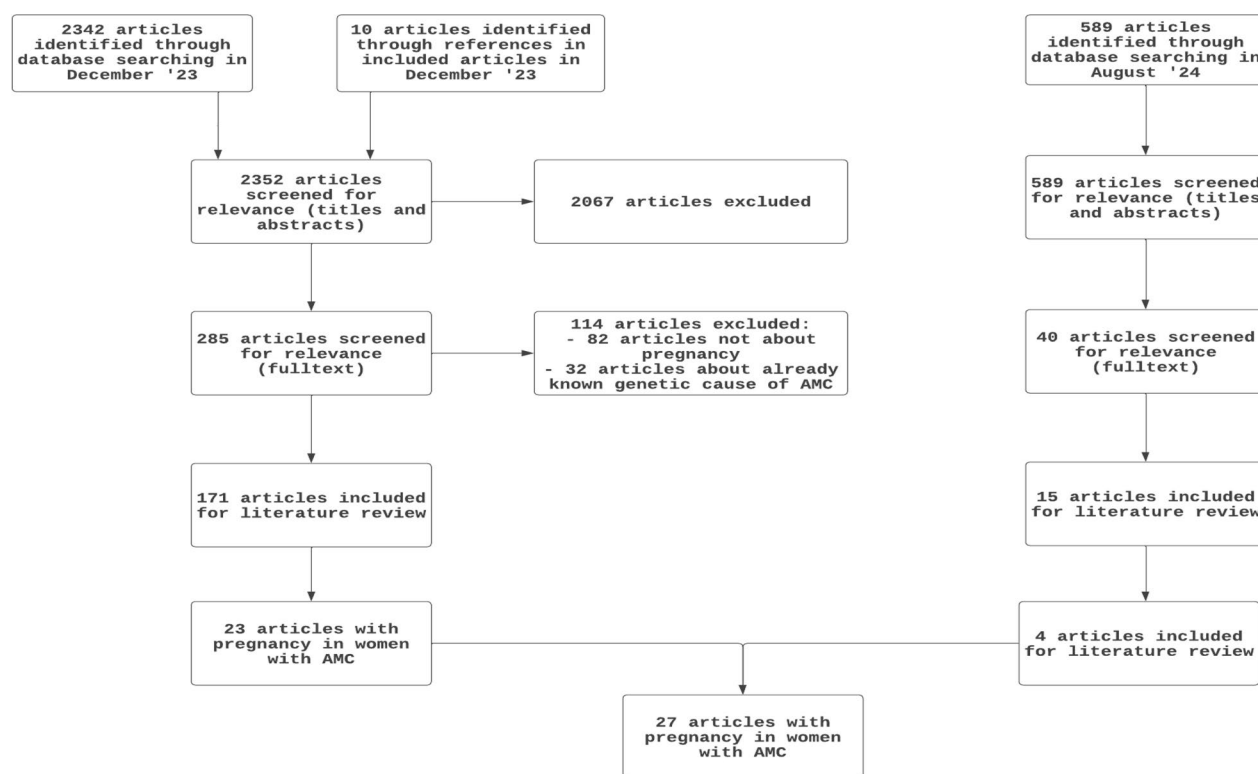 2342 articles
identified through
database searching in
December '23
10 articles identified
through references in
included articles in
December '23
589 articles
identified through
database searching in
August '24
2352 articles
screened for
relevance (titles and
abstracts)
2067 articles excluded
589 articles screened
for relevance (titles
and abstracts)
285 articles screened
for relevance
(fulltext)
114 articles excluded:
- 82 articles not about
pregnancy
- 32 articles about already
known genetic cause of AMC
40 articles screened
for relevance
(fulltext)
171 articles included
for literature review
15 articles included
for literature review
23 articles with
pregnancy in women
with AMC
4 articles included
for literature review
27 articles with
pregnancy in women
with AMC